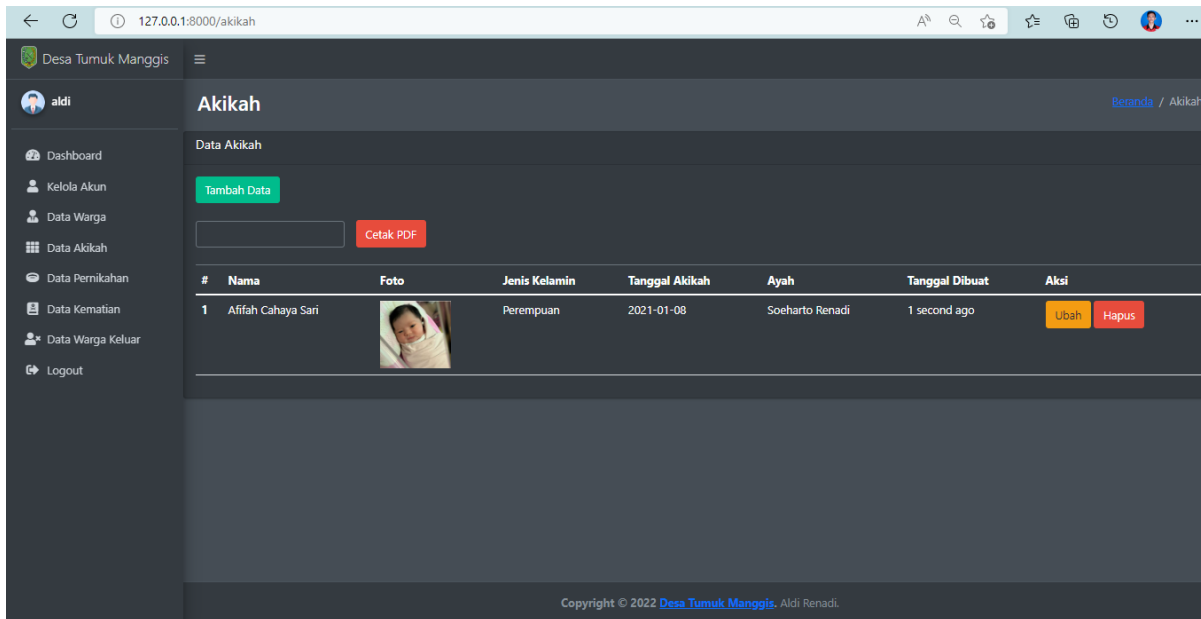 127.0.0.1:8000/akikah
Desa Tumuk Manggis
aldi
Dashboard
Kelola Akun
Data Warga
Data Akikah
Data Pernikahan
Data Kematian
Data Warga Keluar
Logout
Akikah
Beranda / Akikah
Data Akikah
Tambah Data
Cetak PDF
# Nama Foto Jenis Kelamin Tanggal Akikah Ayah Tanggal Dibuat Aksi
1 Afifah Cahaya Sari Perempuan 2021-01-08 Soeharto Renadi 1 second ago Ubah Hapus
Copyright © 2022 Desa Tumuk Manggis. Aldi Renadi.